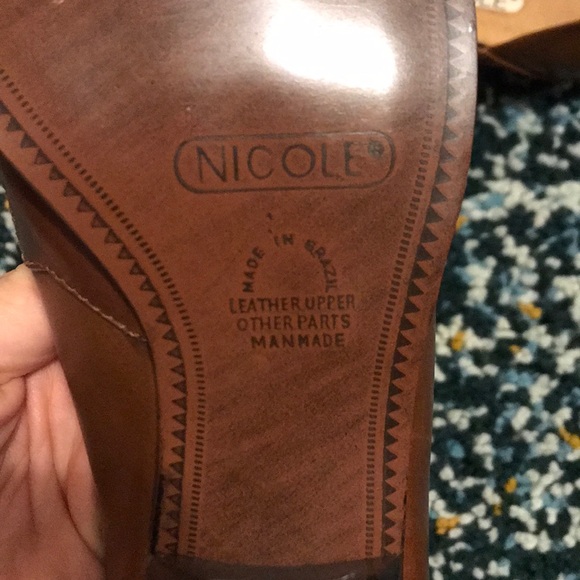 NICOLE®
MADE IN BRAZIL
LEATHER UPPER
OTHER PARTS
MANMADE